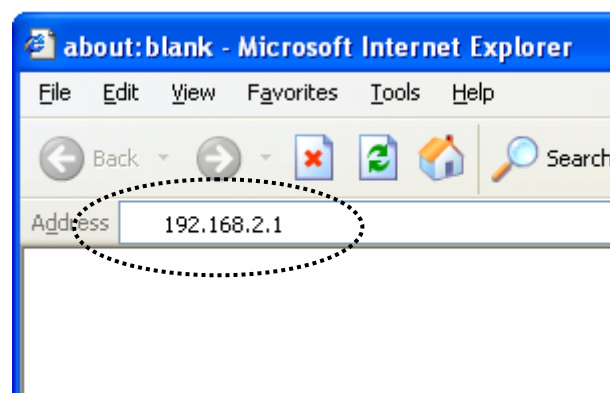 about:blank - Microsoft Internet Explorer
File Edit View Favorites Tools Help
Back Search
Address 192.168.2.1